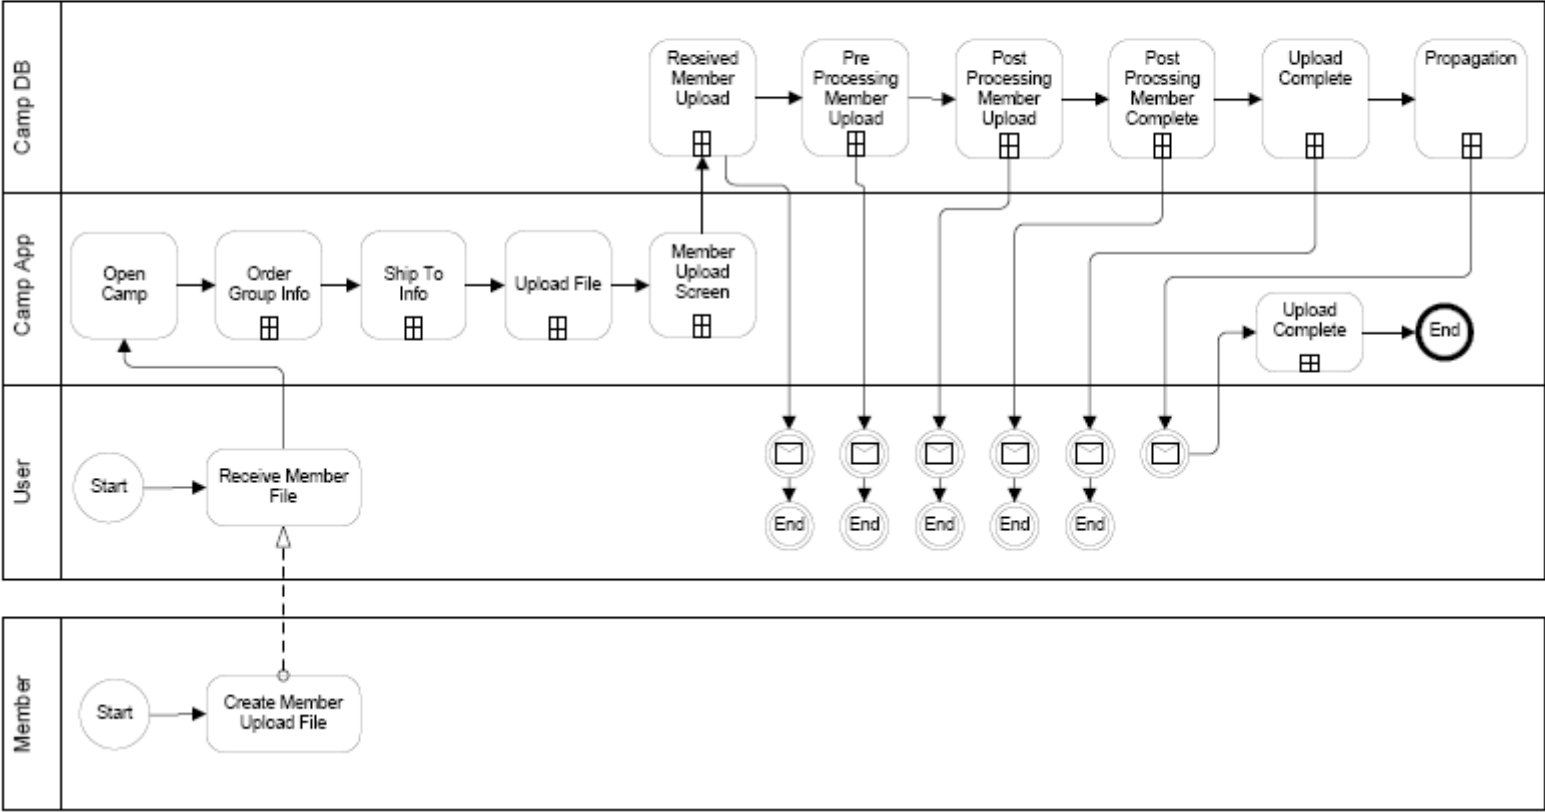 Camp DB
Received
Member
Upload
Pre
Processing
Member
Upload
Post
Processing
Member
Upload
Post
Procssing
Member
Complete
Upload
Complete
Propagation
Camp App
Open
Camp
Order
Group Info
Ship To
Info
Upload File
Member
Upload
Screen
Upload
Complete
End
User
Start
Receive Member
File
End
End
End
End
End
Member
Start
Create Member
Upload File